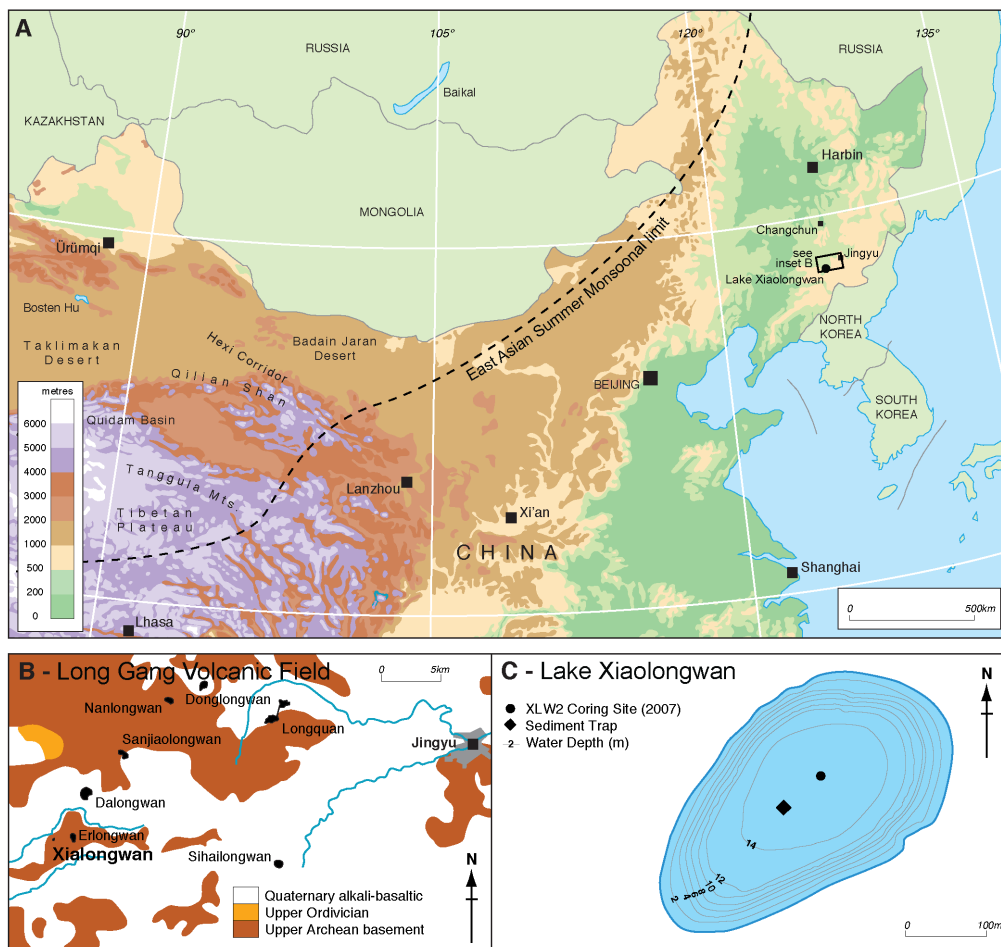 A
90°
105°
120°
135°
RUSSIA
RUSSIA
Baikal
KAZAKHSTAN
Harbin
MONGOLIA
Changchun
Ürümqi
see
inset B
Jingyu
Lake Xiaolongwan
Bosten Hu
East Asian Summer Monsoonal limit
NORTH
KOREA
Taklimakan
Desert
Hexi Corridor
Badain Jaran
Desert
Qilian Shan
BEIJING
SOUTH
KOREA
metres
6000
5000
4000
3000
2000
1000
500
200
0
Quidam Basin
Tanggula Mts.
Lanzhou
Tibetan
Plateau
Xi'an
CHINA
Shanghai
Lhasa
0 500km
B - Long Gang Volcanic Field
0 5km
Donglongwan
Nanlongwan
Longquan
Sanjiaolongwan
Jingyu
Dalongwan
Erlongwan
Xialongwan
Sihailongwan
N
Quaternary alkali-basaltic
Upper Ordivician
Upper Archean basement
C - Lake Xiaolongwan
N
XLW2 Coring Site (2007)
Sediment Trap
2 Water Depth (m)
14
12
10
8
6
4
2
0 100m